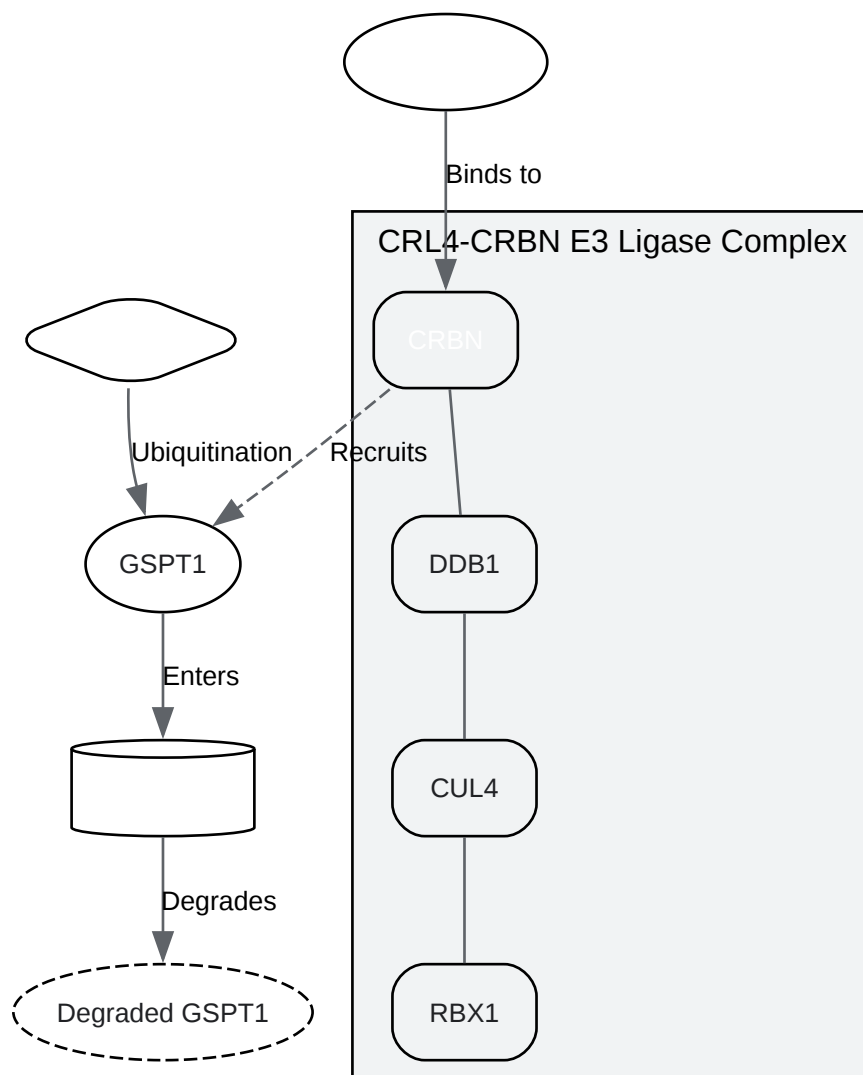 Binds to
CRL4-CRBN E3 Ligase Complex
CRBN
Ubiquitination
Recruits
GSPT1
DDB1
Enters
CUL4
Degrades
Degraded GSPT1
RBX1